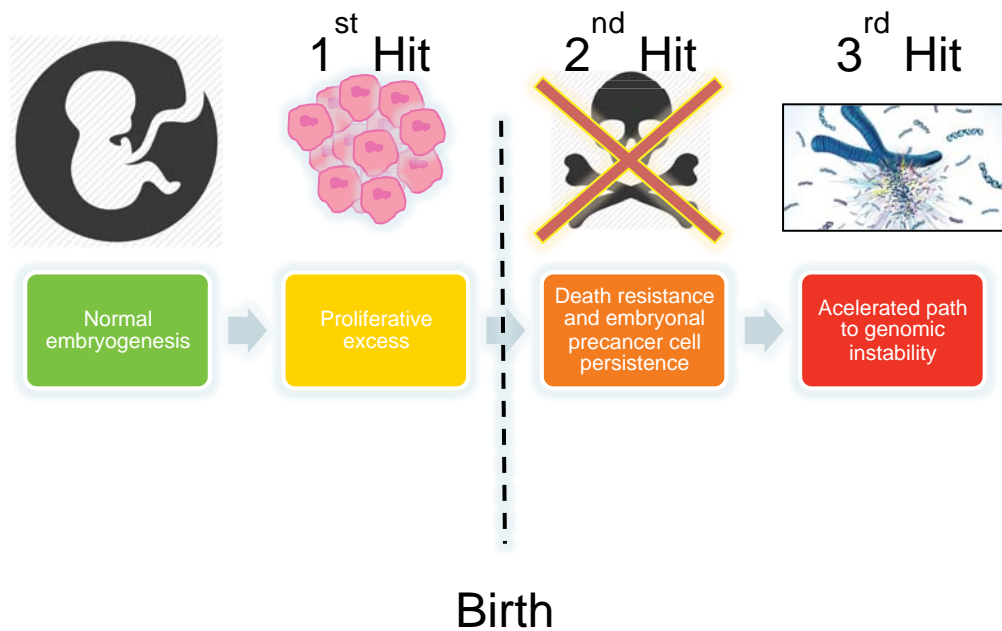 1st Hit
2nd Hit
3rd Hit
Normal
embryogenesis
Proliferative
excess
Death resistance
and embryonal
precancer cell
persistence
Acelerated path
to genomic
instability
Birth